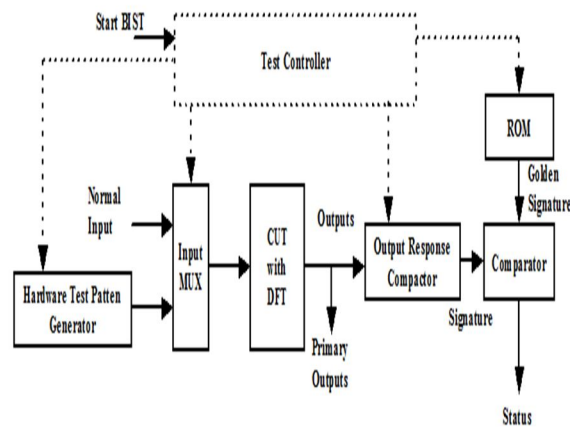 Start BIST
Test Controller
ROM
Golden
Signature
Normal
Input
Input
MUX
CUT
with
DFT
Outputs
Output Response
Compactor
Comparator
Hardware Test Patten
Generator
Signature
Primary
Outputs
Status